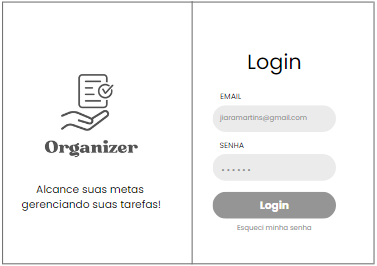 Organizer
Alcance suas metas
gerenciando suas tarefas!
Login
EMAIL
jiaramartins@gmail.com
SENHA
••••••
Login
Esqueci minha senha